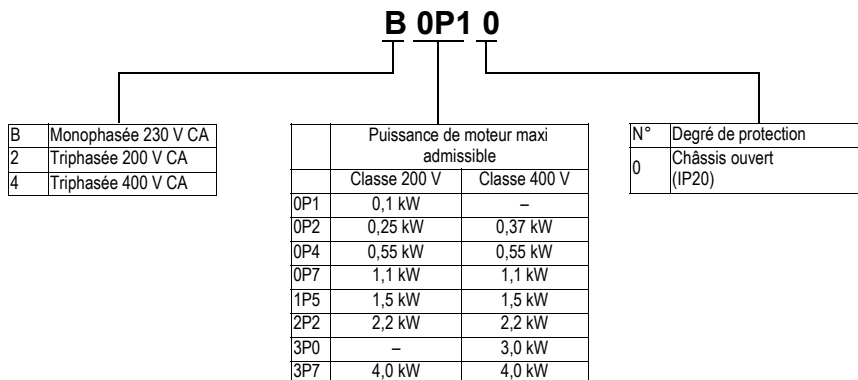 B 0P1 0
B Monophasée 230 V CA
2 Triphasée 200 V CA
4 Triphasée 400 V CA
Puissance de moteur maxi
admissible
Classe 200 V Classe 400 V
0P1 0,1 kW –
0P2 0,25 kW 0,37 kW
0P4 0,55 kW 0,55 kW
0P7 1,1 kW 1,1 kW
1P5 1,5 kW 1,5 kW
2P2 2,2 kW 2,2 kW
3P0 – 3,0 kW
3P7 4,0 kW 4,0 kW
N° Degré de protection
0 Châssis ouvert
(IP20)